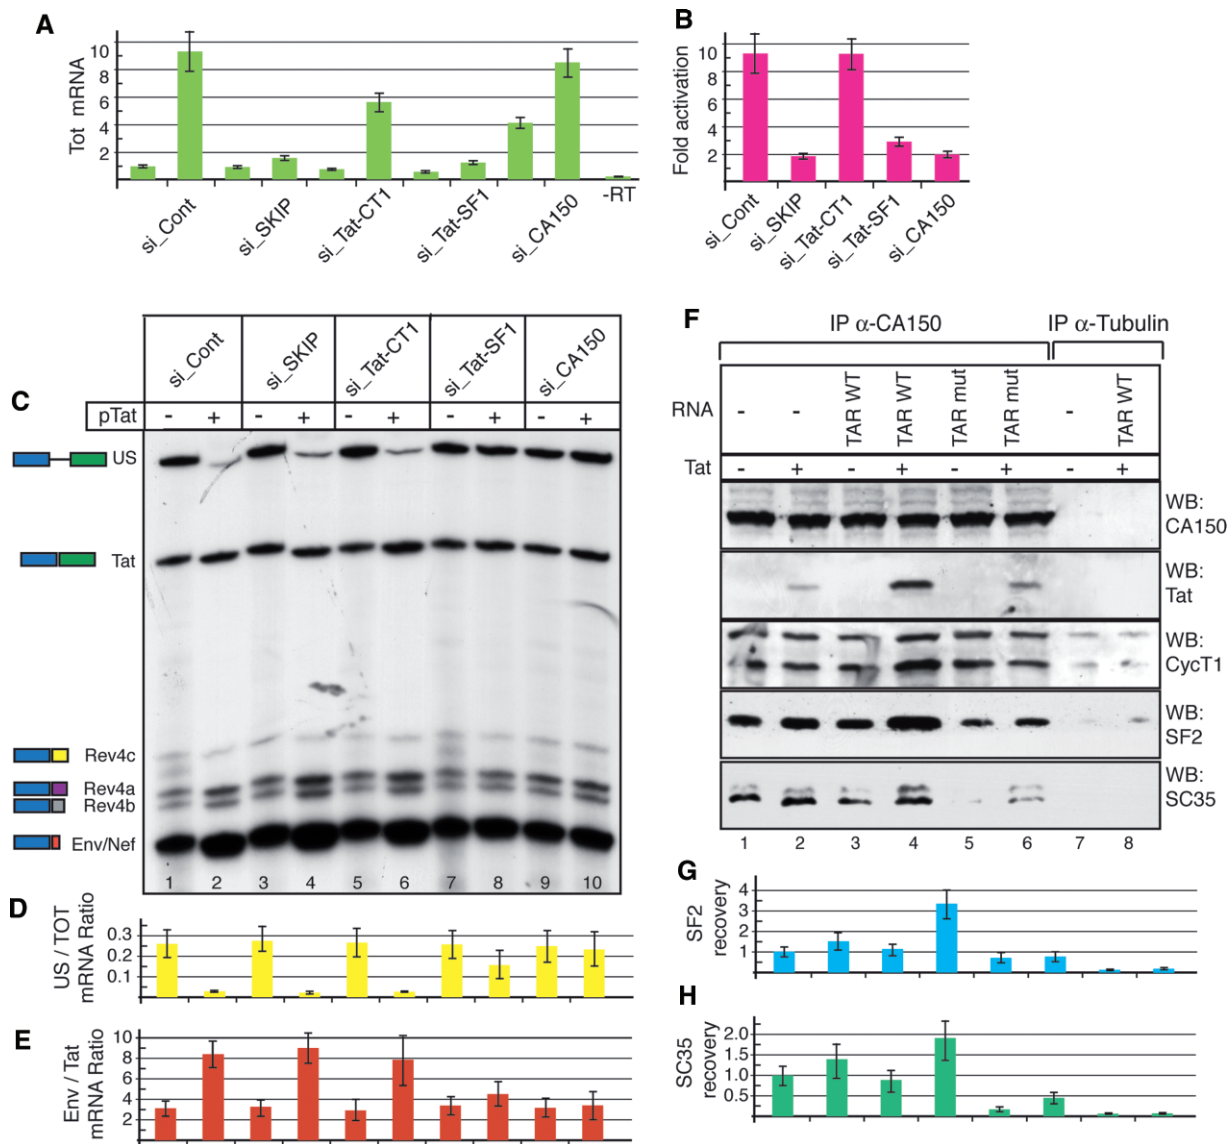 A
Tot mRNA
10
8
6
4
2
si_Cont
si_SKIP
si_Tat-CT1
si_Tat-SF1
si_CA150
-RT
B
Fold activation
10
8
6
4
2
si_Cont
si_SKIP
si_Tat-CT1
si_Tat-SF1
si_CA150
C
si_Cont
si_SKIP
si_Tat-CT1
si_Tat-SF1
si_CA150
pTat - + - + - + - + - +
US
Tat
Rev4c
Rev4a
Rev4b
Env/Nef
1 2 3 4 5 6 7 8 9 10
D
US / TOT
mRNA Ratio
0.3
0.2
0.1
E
Env / Tat
mRNA Ratio
10
8
6
4
2
F
IP α-CA150 IP α-Tubulin
RNA - - TAR WT TAR WT TAR mut TAR mut - TAR WT
Tat - + - + - + - +
WB:
CA150
WB:
Tat
WB:
CycT1
WB:
SF2
WB:
SC35
1 2 3 4 5 6 7 8
G
SF2
recovery
4
3
2
1
H
SC35
recovery
2.0
1.5
1.0
0.5